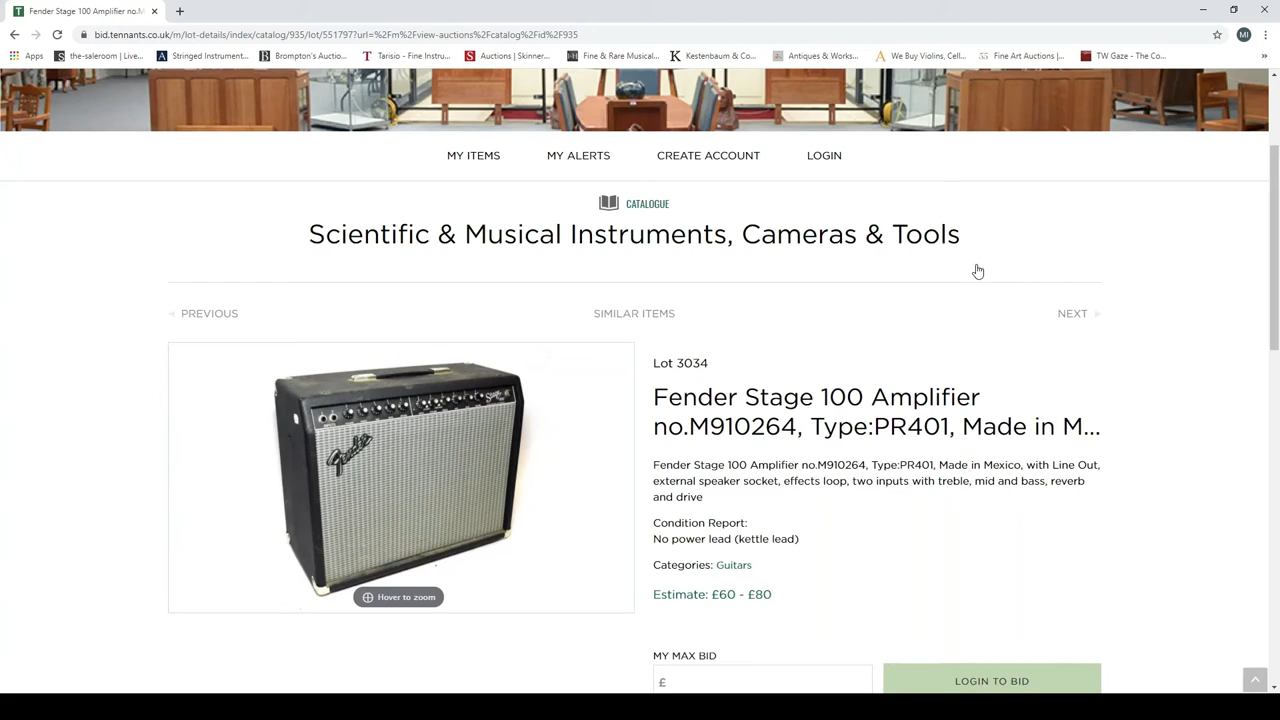 Fender Stage 100 Amplifier no.M
bid.tennants.co.uk/m/lot-details/index/catalog/935/lot/551797?url=%2Fm%2Fview-auctions%2Fcatalog%2Fid%2F935
MI
Apps the-saleroom | Live... Stringed Instrument... Brompton's Auctio... Tarisio - Fine Instru... Auctions | Skinner... Fine & Rare Musical... Kestenbaum & Co... Antiques & Works... We Buy Violins, Cell... Fine Art Auctions |... TW Gaze - The Co... »
MY ITEMS MY ALERTS CREATE ACCOUNT LOGIN
CATALOGUE
Scientific & Musical Instruments, Cameras & Tools
PREVIOUS SIMILAR ITEMS NEXT
Lot 3034
Fender Stage 100 Amplifier
no.M910264, Type:PR401, Made in M...
Fender Stage 100 Amplifier no.M910264, Type:PR401, Made in Mexico, with Line Out,
external speaker socket, effects loop, two inputs with treble, mid and bass, reverb
and drive
Condition Report:
No power lead (kettle lead)
Categories: Guitars
Estimate: £60 - £80
Fender
Hover to zoom
MY MAX BID
£
LOGIN TO BID